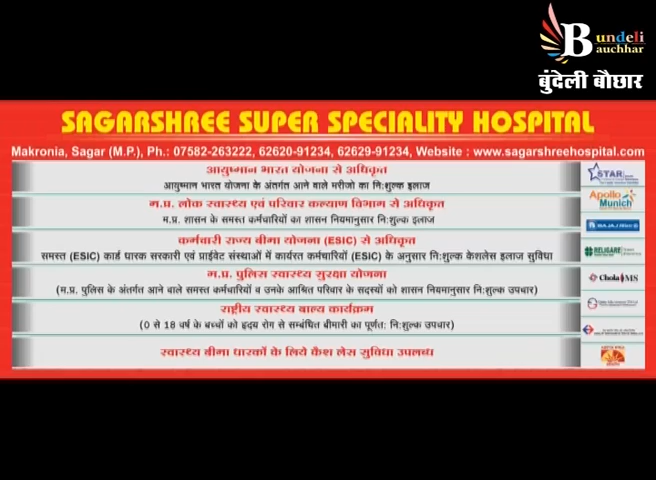 Bundeli
Bauchhar
बुंदेली बौछार
SAGARSHREE SUPER SPECIALITY HOSPITAL
Makronia, Sagar (M.P.), Ph.: 07582-263222, 62620-91234, 62629-91234, Website : www.sagarshreehospital.com
आयुष्मान भारत योजना से अधिकृत
आयुष्मान भारत योजना के अंतर्गत आने वाले मरीजो का नि:शुल्क इलाज
म.प्र. लोक स्वास्थ्य एवं परिवार कल्याण विभाग से अधिकृत
म.प्र. शासन के समस्त कर्मचारियों का शासन नियमानुसार नि:शुल्क इलाज
कर्मचारी राज्य बीमा योजना (ESIC) से अधिकृत
समस्त (ESIC) कार्ड धारक सरकारी एवं प्राईवेट संस्थाओं में कार्यरत कर्मचारियों (ESIC) के अनुसार नि:शुल्क कैशलेस इलाज सुविधा
म.प्र. पुलिस स्वास्थ्य सुरक्षा योजना
(म.प्र. पुलिस के अंतर्गत आने वाले समस्त कर्मचारियों व उनके आश्रित परिवार के सदस्यों को शासन नियमानुसार नि:शुल्क उपचार)
राष्ट्रीय स्वास्थ्य बाल्य कार्यक्रम
(0 से 18 वर्ष के बच्चों को हृदय रोग से सम्बंधित बीमारी का पूर्णत: नि:शुल्क उपचार)
स्वास्थ्य बीमा धारकों के लिये कैश लेस सुविधा उपलब्ध
STAR
Apollo
Munich
BAJAJ
RELIGARE
Chola MS